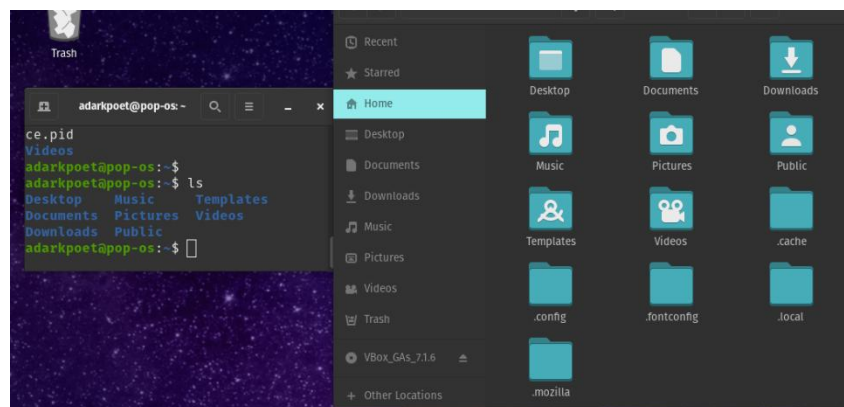 Trash
adarkpoet@pop-os: ~
ce.pid
Videos
adarkpoet@pop-os:~$
adarkpoet@pop-os:~$ ls
Desktop Music Templates
Documents Pictures Videos
Downloads Public
adarkpoet@pop-os:~$
Recent
Starred
Home
Desktop
Documents
Downloads
Music
Pictures
Videos
Trash
VBox_GAs_7.1.6
+ Other Locations
Desktop Documents Downloads
Music Pictures Public
Templates Videos .cache
.config .fontconfig .local
.mozilla